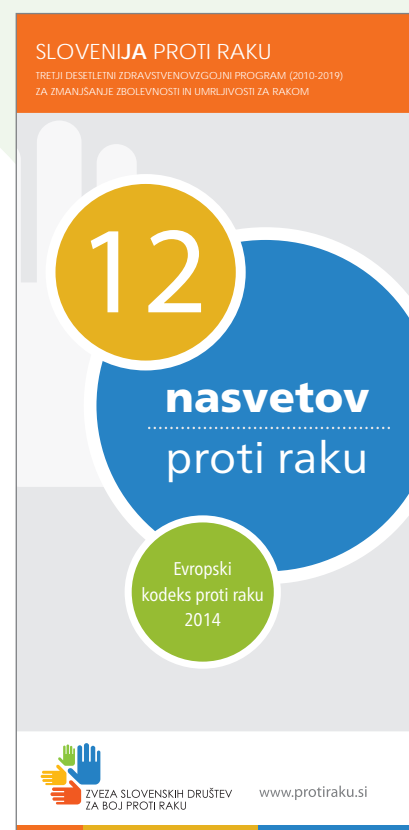 SLOVENIJA PROTI RAKU
TRETJI DESETLETNI ZDRAVSTVENOVZGOJNI PROGRAM (2010-2019)
ZA ZMANJŠANJE ZBOLEVNOSTI IN UMRLJIVOSTI ZA RAKOM
12
nasvetov
proti raku
Evropski
kodeks proti raku
2014
ZVEZA SLOVENSKIH DRUŠTEV
ZA BOJ PROTI RAKU
www.protiraku.si